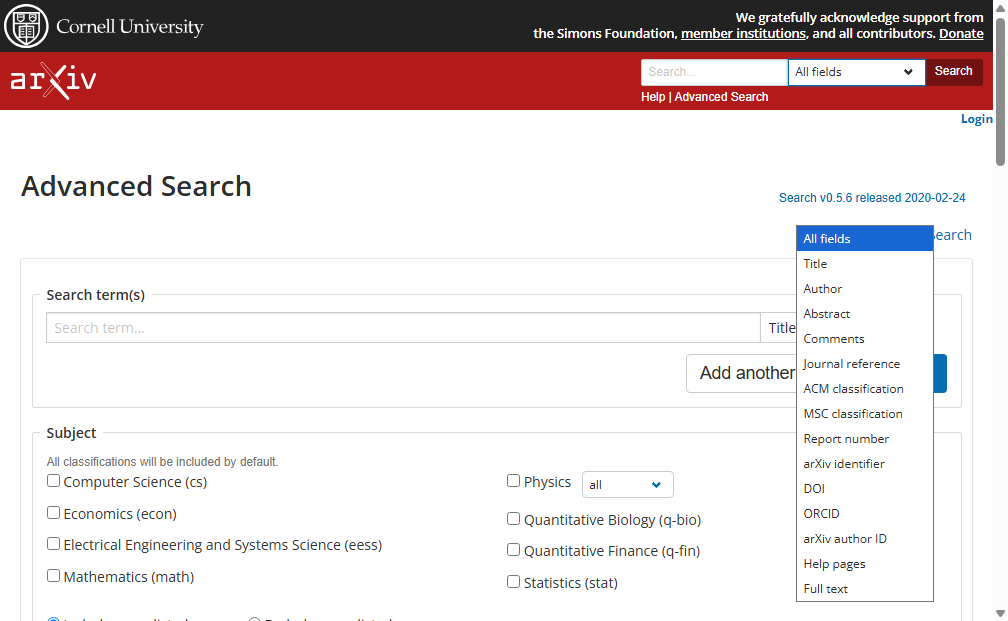 Cornell University
We gratefully acknowledge support from
the Simons Foundation, member institutions, and all contributors. Donate
arXiv
Search...
All fields
Search
Help | Advanced Search
Login
Advanced Search
Search v0.5.6 released 2020-02-24
Search
All fields
Title
Author
Abstract
Comments
Journal reference
ACM classification
MSC classification
Report number
arXiv identifier
DOI
ORCID
arXiv author ID
Help pages
Full text
Search term(s)
Search term...
Title
Add another
Subject
All classifications will be included by default.
Computer Science (cs)
Economics (econ)
Electrical Engineering and Systems Science (eess)
Mathematics (math)
Physics
all
Quantitative Biology (q-bio)
Quantitative Finance (q-fin)
Statistics (stat)